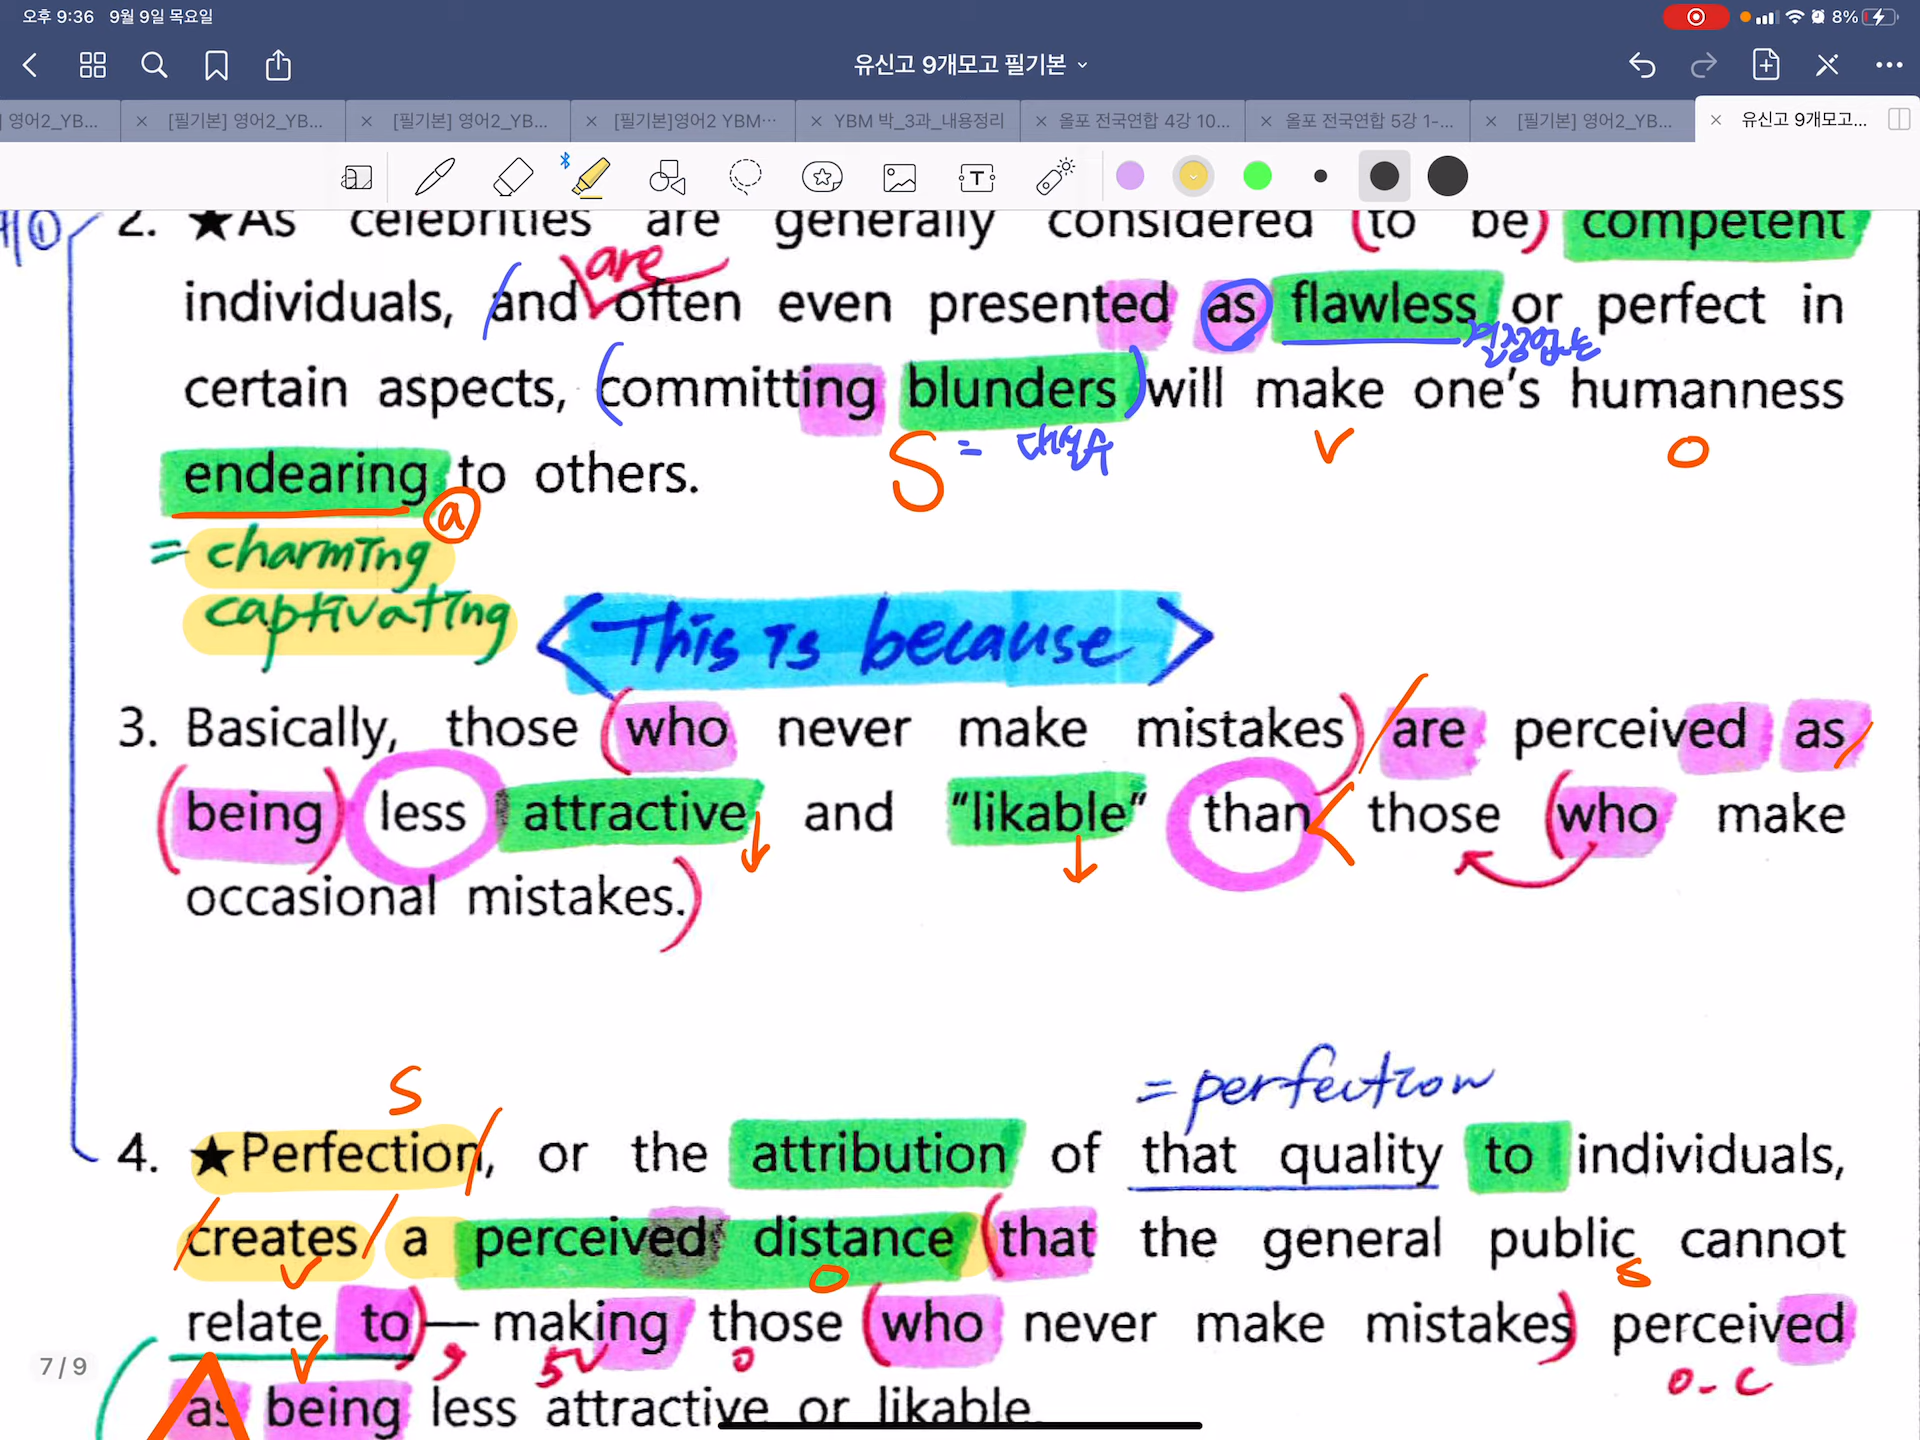 오후 9:36 9월 9일 목요일
8%
유신고 9개모고 필기본
영어2_YB...
[필기본] 영어2_YB...
[필기본] 영어2_YB...
[필기본]영어2 YBM...
YBM 박_3과_내용정리
올포 전국연합 4강 10...
올포 전국연합 5강 1-...
[필기본] 영어2_YB...
유신고 9개모고...
2. ★As celebrities are generally considered (to be) competent
are
individuals, and often even presented as flawless or perfect in
certain aspects, (committing blunders) will make one's humanness
S = 대실수 V O
endearing to others.
a
= charming
captivating
<This is because>
3. Basically, those (who never make mistakes) are perceived as
(being) less attractive and "likable" than those (who make
occasional mistakes.)
= perfection
S
4. ★Perfection, or the attribution of that quality to individuals,
creates a perceived distance (that the general public cannot
V O S
relate to) — making those (who never make mistakes) perceived
V 5V O O-C
as being less attractive or likable.
7 / 9